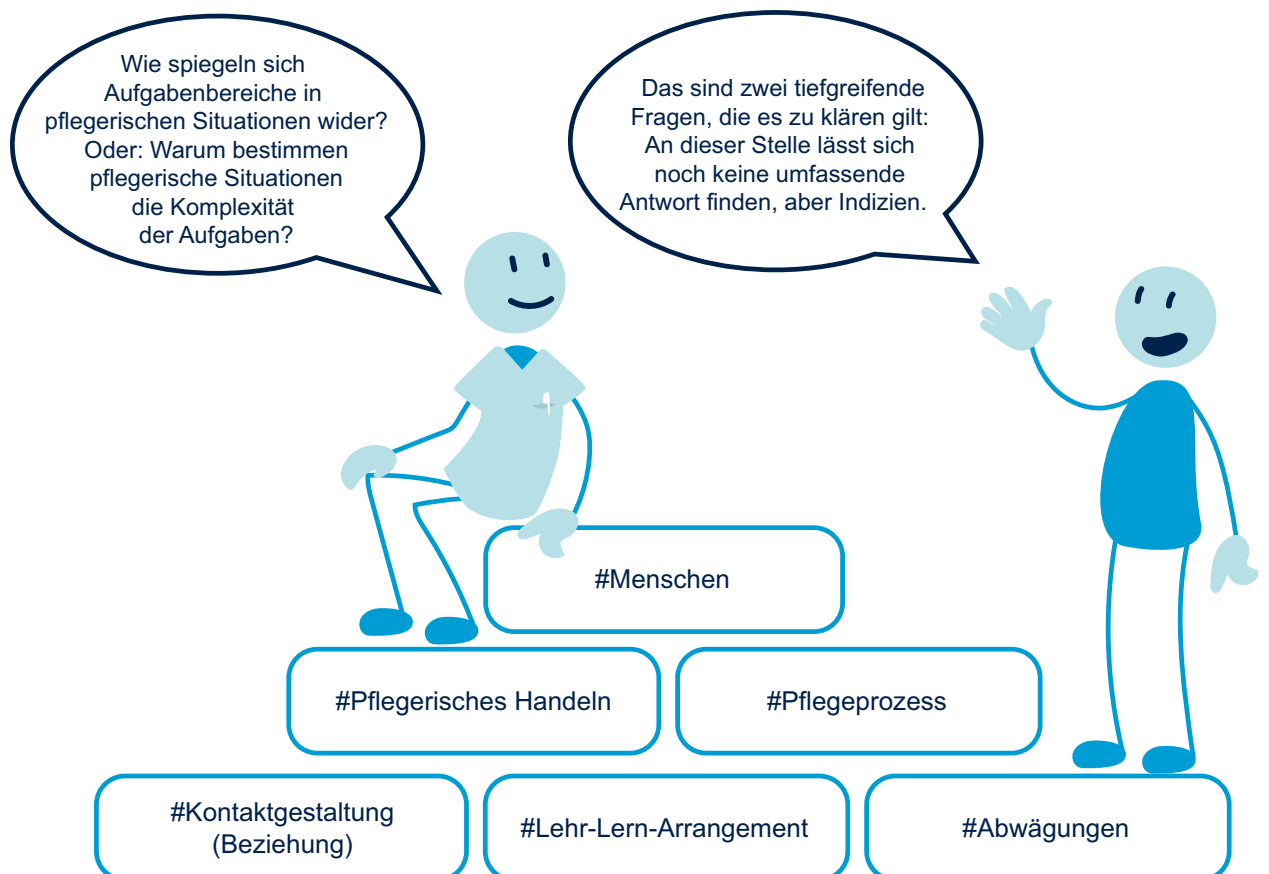 Wie spiegeln sich
Aufgabenbereiche in
pflegerischen Situationen wider?
Oder: Warum bestimmen
pflegerische Situationen
die Komplexität
der Aufgaben?
Das sind zwei tiefgreifende
Fragen, die es zu klären gilt:
An dieser Stelle lässt sich
noch keine umfassende
Antwort finden, aber Indizien.
#Menschen
#Pflegerisches Handeln
#Pflegeprozess
#Kontaktgestaltung
(Beziehung)
#Lehr-Lern-Arrangement
#Abwägungen